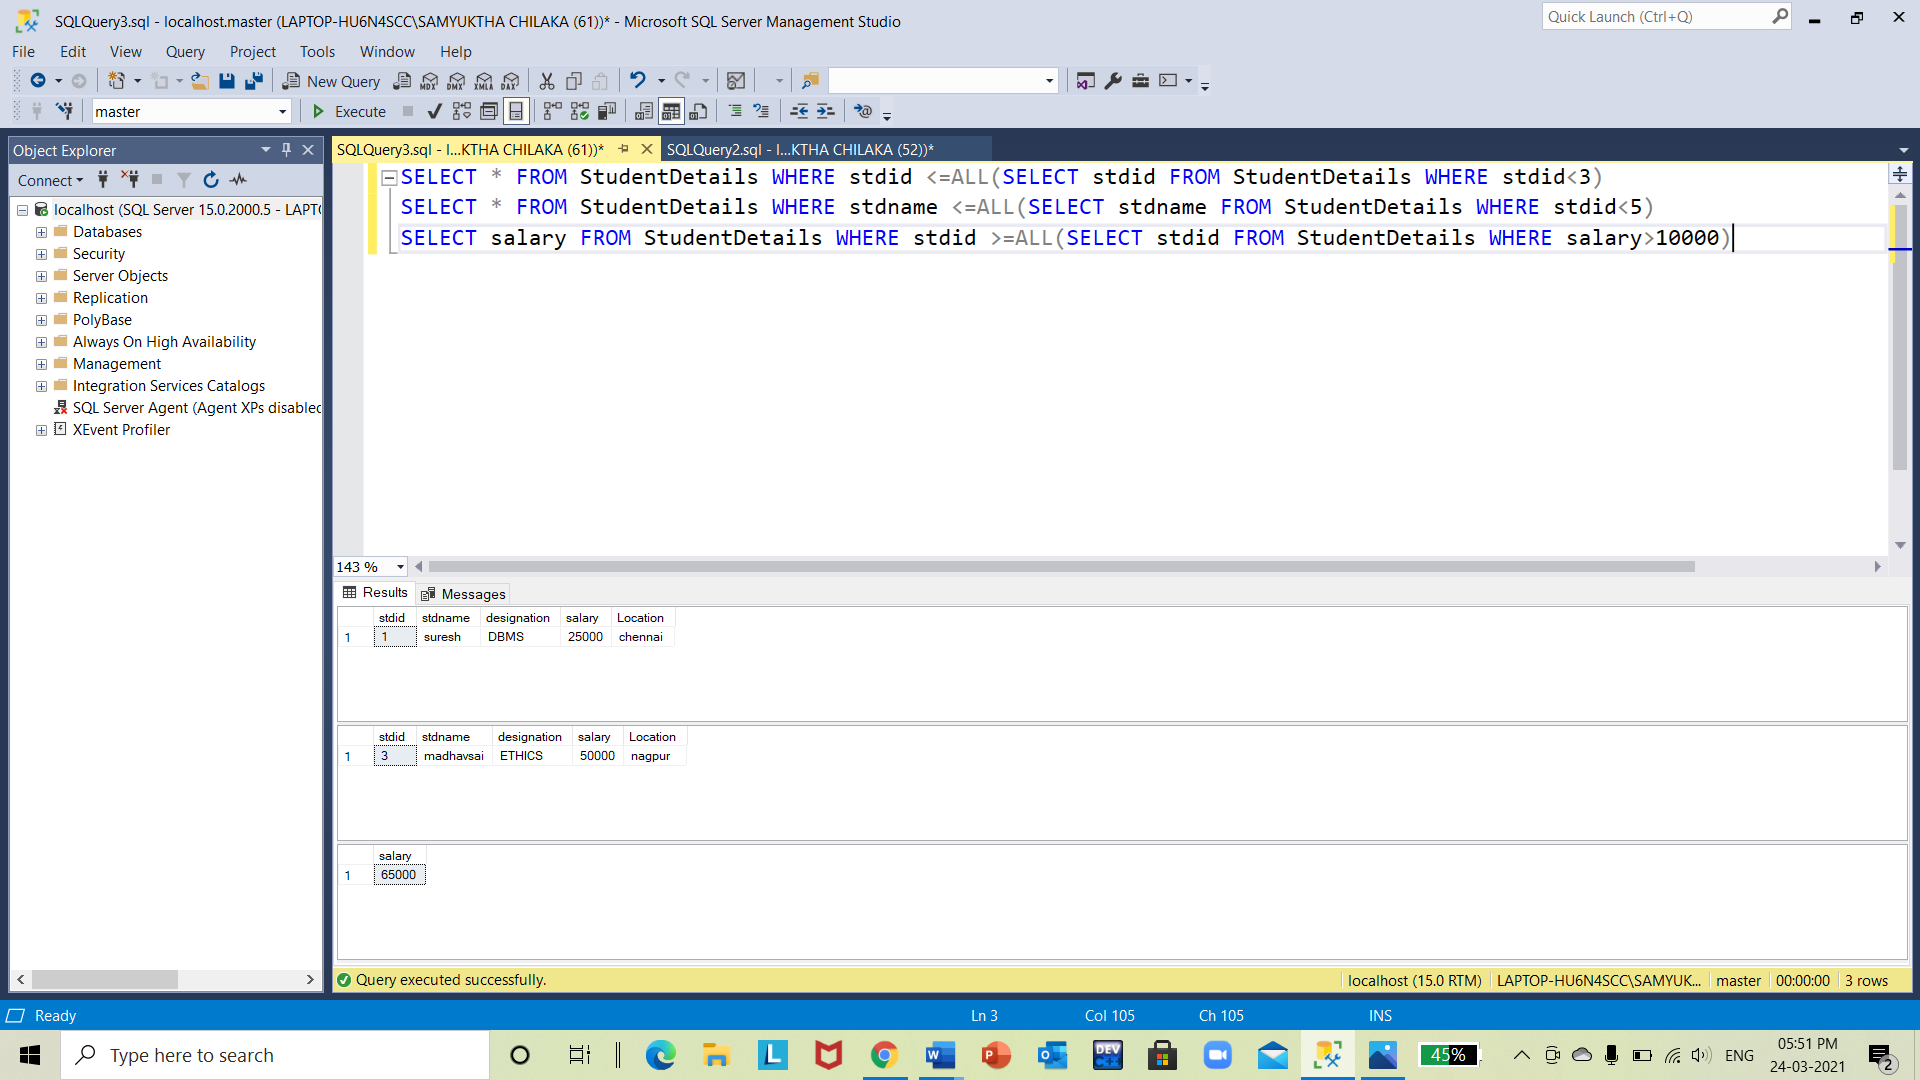 SQLQuery3.sql - localhost.master (LAPTOP-HU6N4SCC\SAMYUKTHA CHILAKA (61))* - Microsoft SQL Server Management Studio
Quick Launch (Ctrl+Q)
File Edit View Query Project Tools Window Help
New Query MDX DMX XMLA DAX
master Execute
Object Explorer
SQLQuery3.sql - l...KTHA CHILAKA (61))* SQLQuery2.sql - l...KTHA CHILAKA (52))*
Connect
localhost (SQL Server 15.0.2000.5 - LAPT
Databases
Security
Server Objects
Replication
PolyBase
Always On High Availability
Management
Integration Services Catalogs
SQL Server Agent (Agent XPs disabled
XEvent Profiler
SELECT * FROM StudentDetails WHERE stdid <=ALL(SELECT stdid FROM StudentDetails WHERE stdid<3)
SELECT * FROM StudentDetails WHERE stdname <=ALL(SELECT stdname FROM StudentDetails WHERE stdid<5)
SELECT salary FROM StudentDetails WHERE stdid >=ALL(SELECT stdid FROM StudentDetails WHERE salary>10000)
143 %
Results Messages
stdid stdname designation salary Location
1 1 suresh DBMS 25000 chennai
stdid stdname designation salary Location
1 3 madhavsai ETHICS 50000 nagpur
salary
1 65000
Query executed successfully. localhost (15.0 RTM) LAPTOP-HU6N4SCC\SAMYUK... master 00:00:00 3 rows
Ready Ln 3 Col 105 Ch 105 INS
Type here to search
L W P DEV C++ 45% ENG
05:51 PM
24-03-2021
2